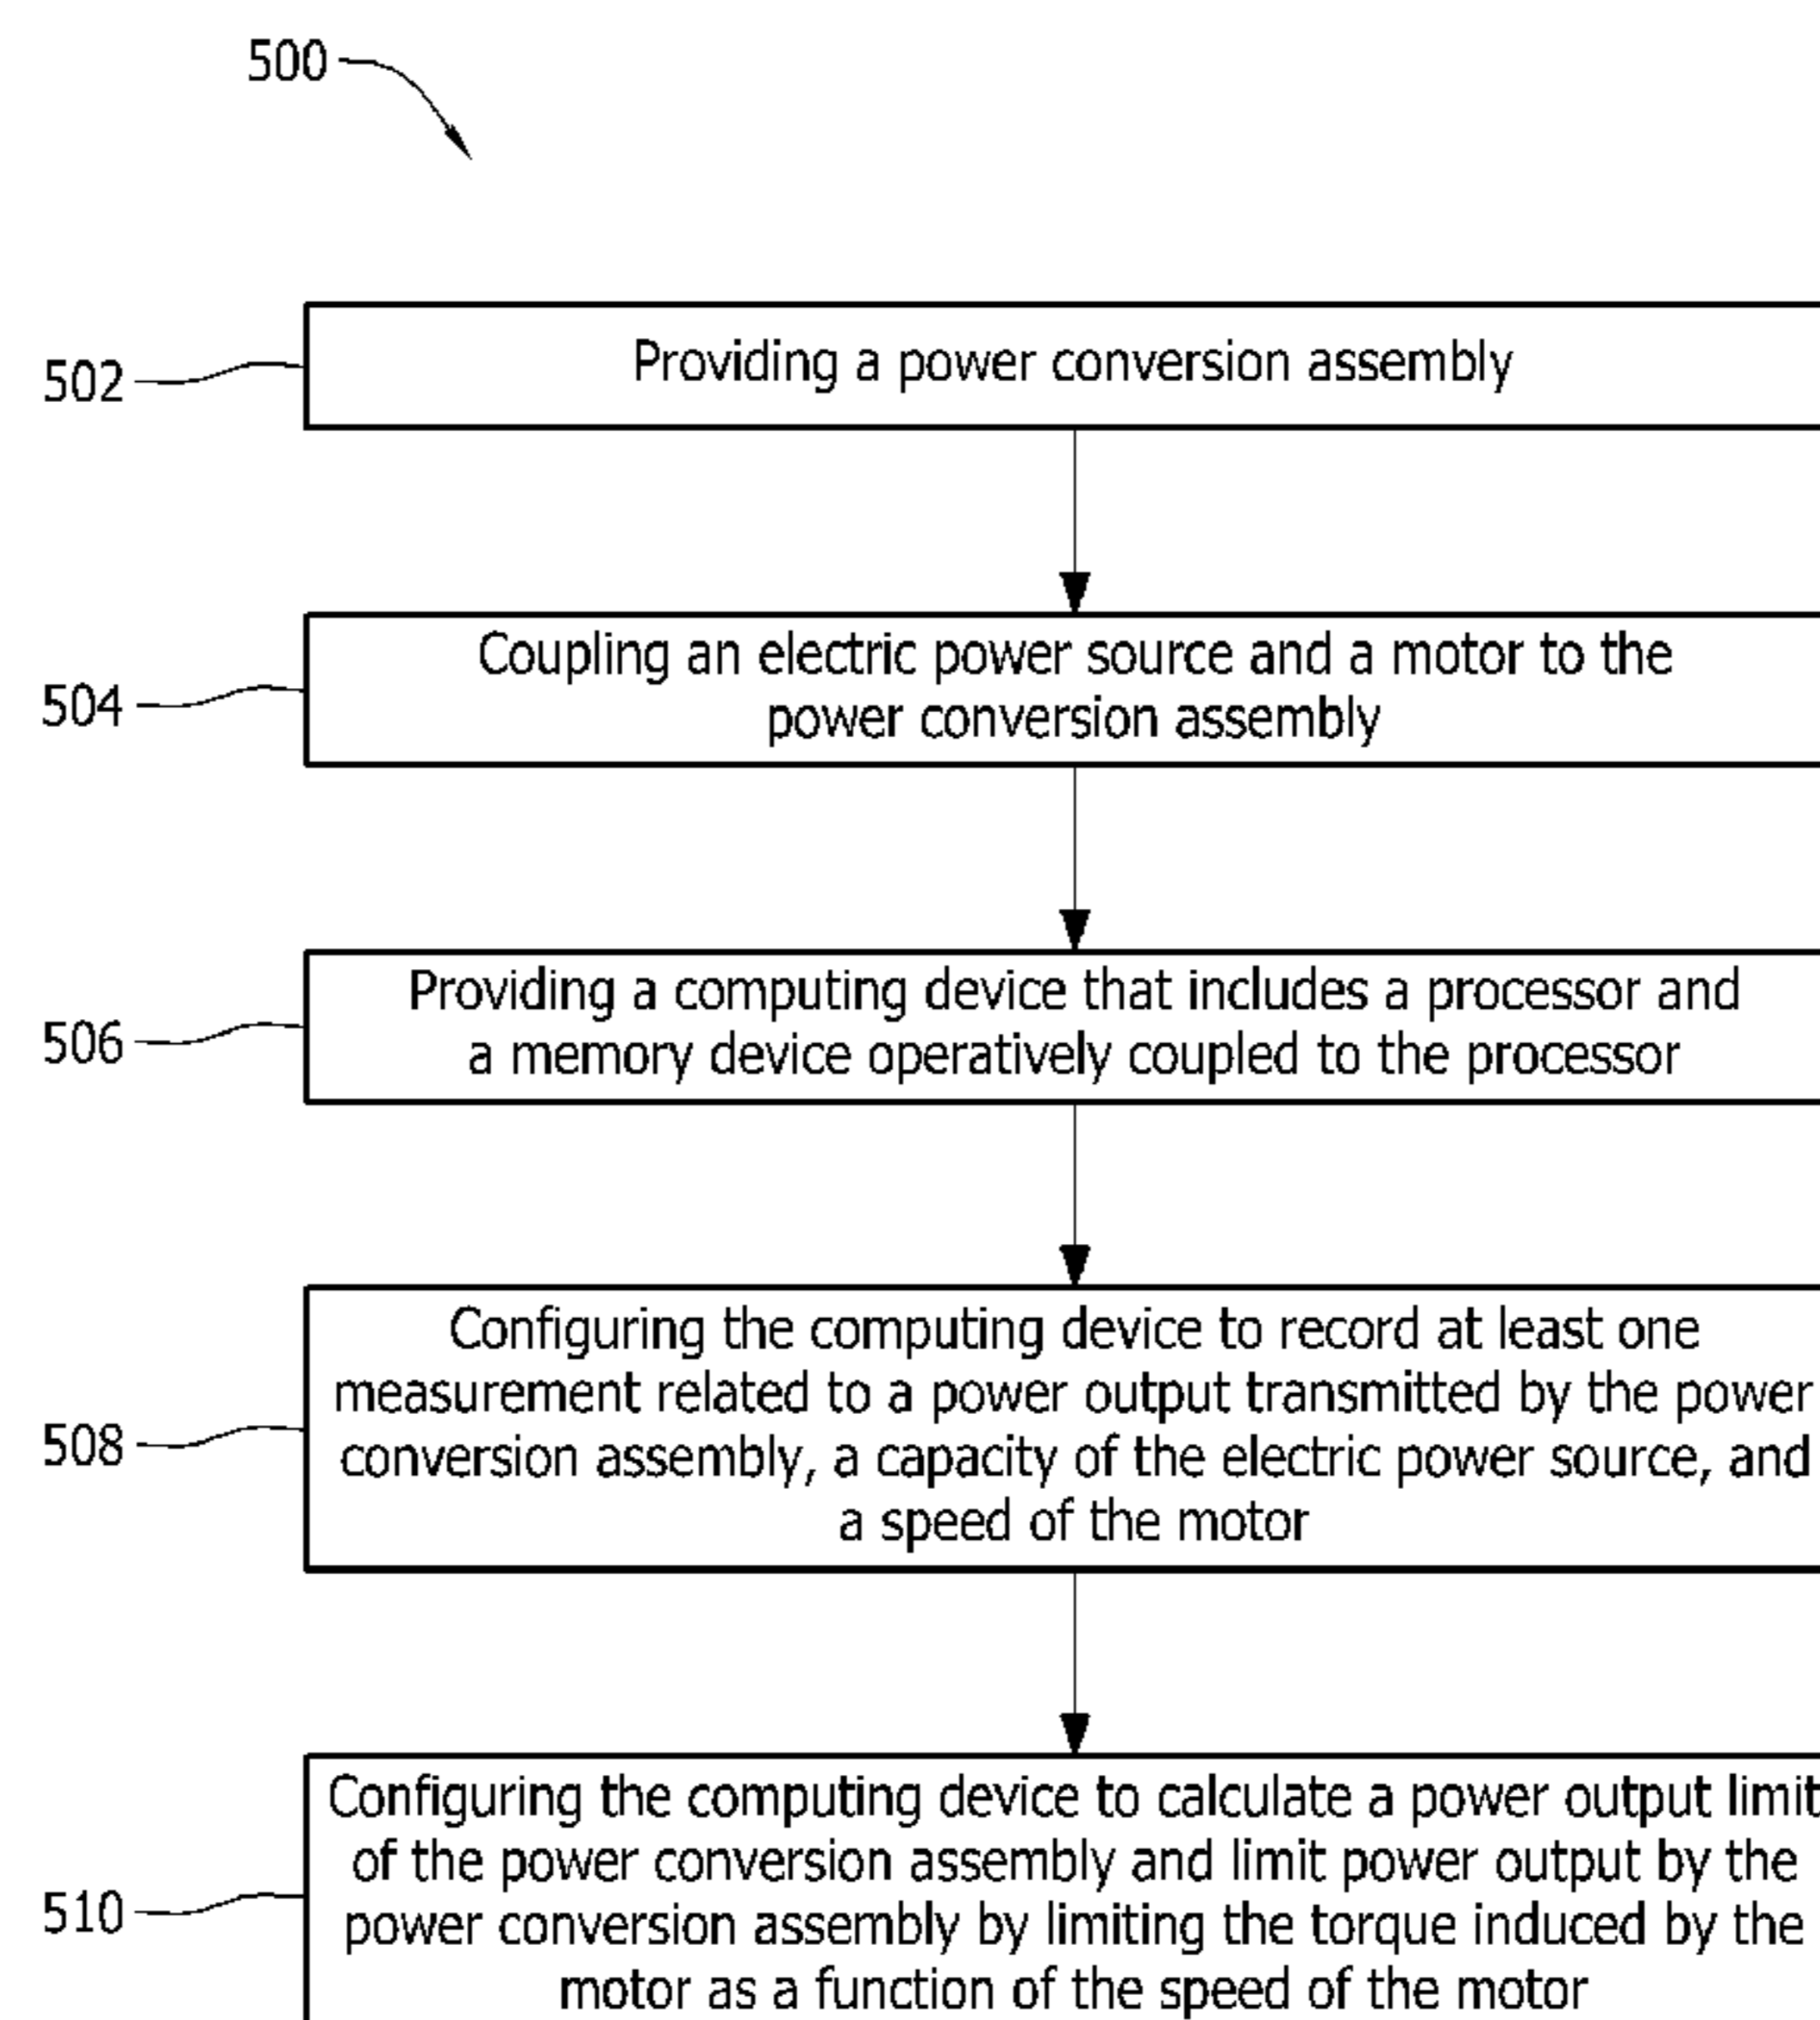 500
502
Providing a power conversion assembly
504
Coupling an electric power source and a motor to the
power conversion assembly
506
Providing a computing device that includes a processor and
a memory device operatively coupled to the processor
508
Configuring the computing device to record at least one
measurement related to a power output transmitted by the power
conversion assembly, a capacity of the electric power source, and
a speed of the motor
510
Configuring the computing device to calculate a power output limit
of the power conversion assembly and limit power output by the
power conversion assembly by limiting the torque induced by the
motor as a function of the speed of the motor